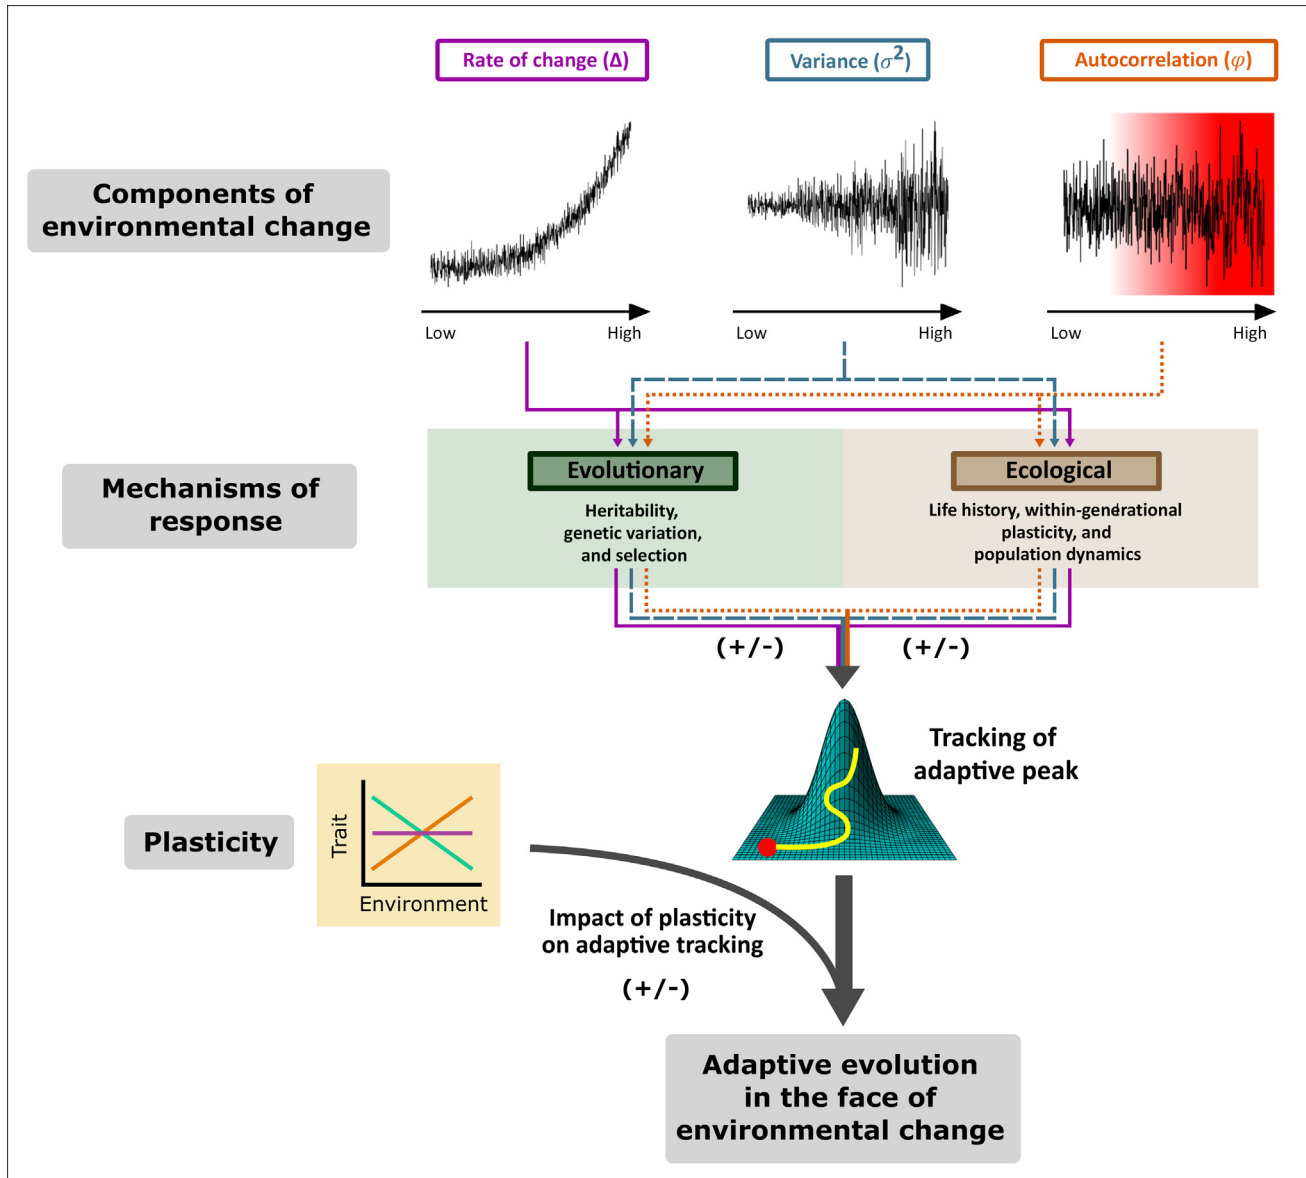 Rate of change (Δ)
Variance (σ²)
Autocorrelation (φ)
Components of
environmental change
Low High
Low High
Low High
Mechanisms of
response
Evolutionary
Heritability,
genetic variation,
and selection
Ecological
Life history, within-generational
plasticity, and
population dynamics
(+/-)
(+/-)
Tracking of
adaptive peak
Plasticity
Trait
Environment
Impact of plasticity
on adaptive tracking
(+/-)
Adaptive evolution
in the face of
environmental change